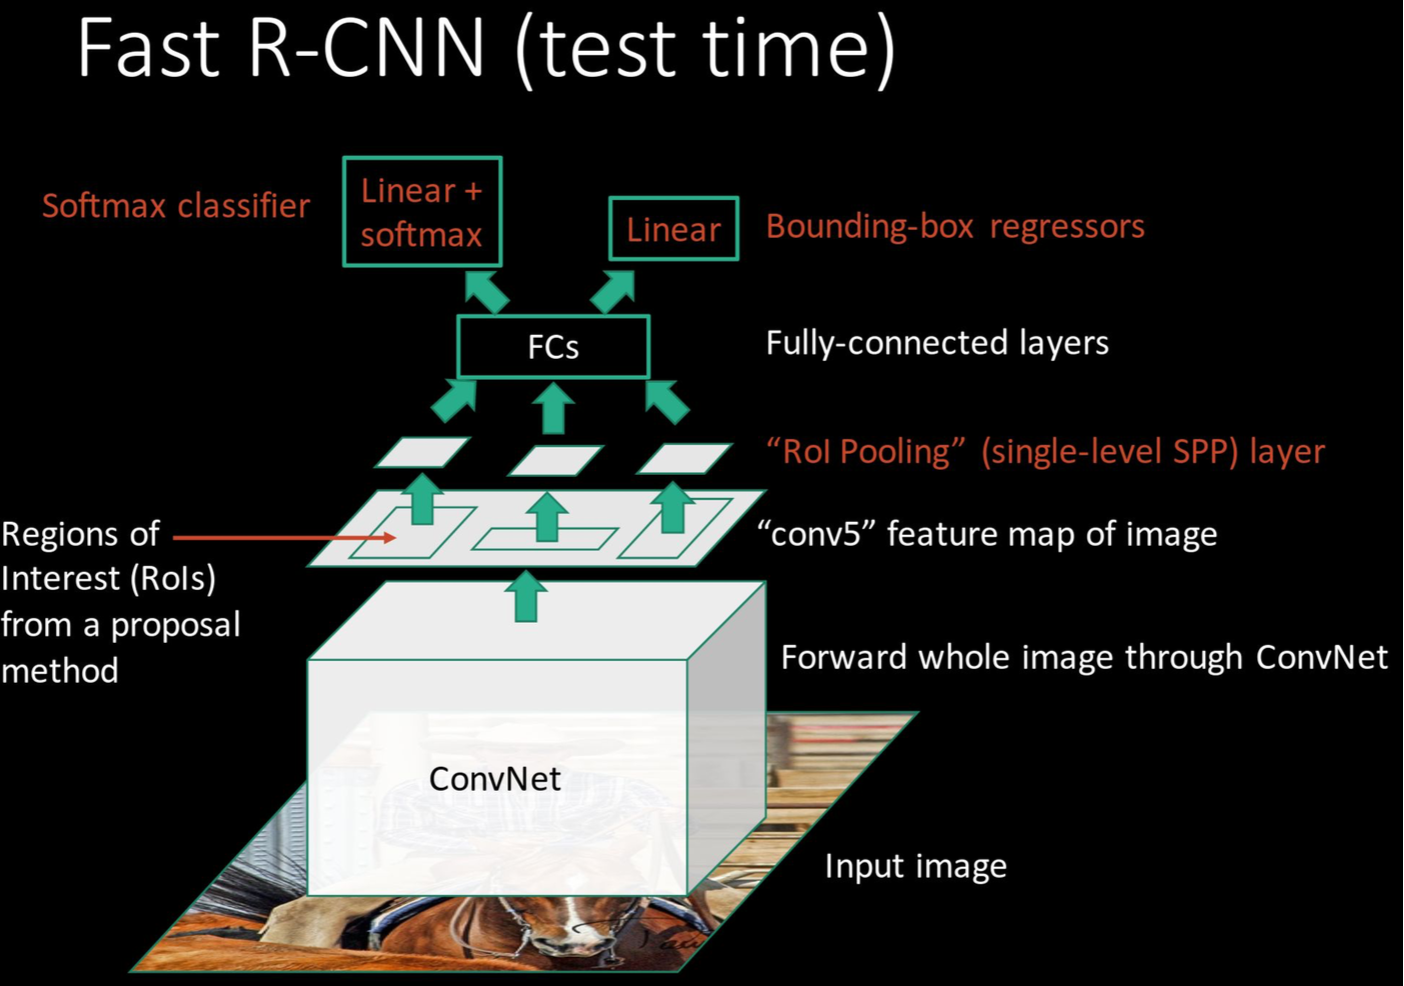 Fast R-CNN (test time)
Softmax classifier
Linear +
softmax
Linear
Bounding-box regressors
FCs
Fully-connected layers
“RoI Pooling” (single-level SPP) layer
Regions of
Interest (RoIs)
from a proposal
method
“conv5” feature map of image
Forward whole image through ConvNet
ConvNet
Input image